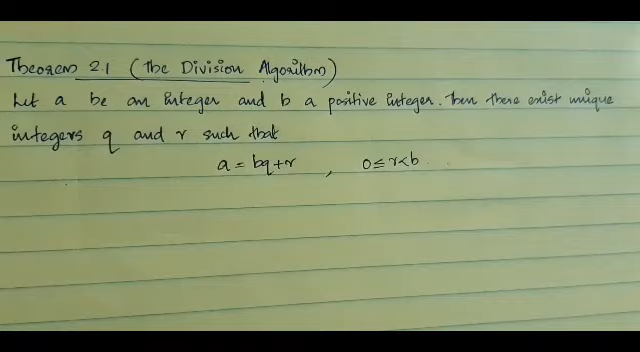 Theorem 2.1 (The Division Algorithm)
Let a be an integer and b a positive integer. Then there exist unique
integers q and r such that
a = bq+r , 0≤r<b